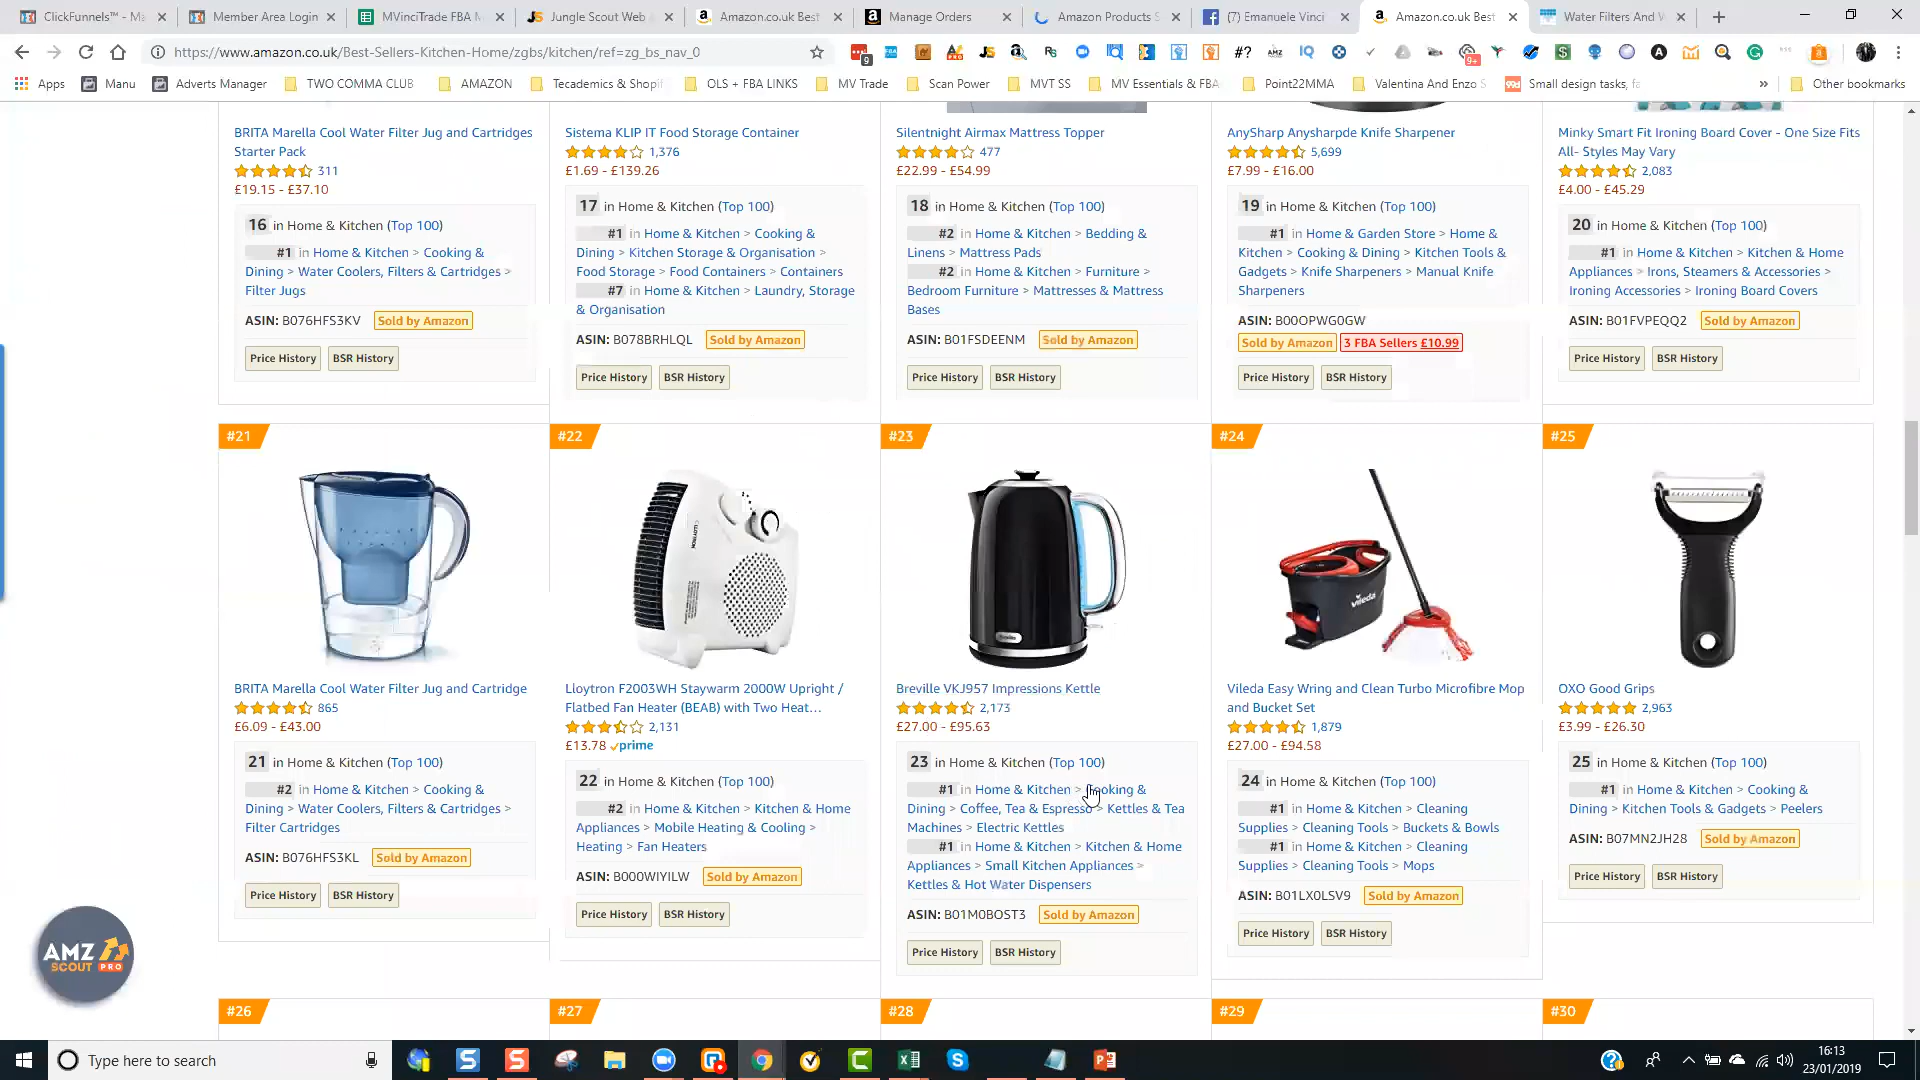 ClickFunnels™ - Ma
Member Area Login
MVinciTrade FBA M
Jungle Scout Web
Amazon.co.uk Best
Manage Orders
Amazon Products S
(7) Emanuele Vinci
Amazon.co.uk Best
Water Filters And W
https://www.amazon.co.uk/Best-Sellers-Kitchen-Home/zgbs/kitchen/ref=zg_bs_nav_0
Apps
Manu
Adverts Manager
TWO COMMA CLUB
AMAZON
Tecademics & Shopif
OLS + FBA LINKS
MV Trade
Scan Power
MVT SS
MV Essentials & FBA
Point22MMA
Valentina And Enzo S
Small design tasks, fa
Other bookmarks
BRITA Marella Cool Water Filter Jug and Cartridges
Starter Pack
311
£19.15 - £37.10
16 in Home & Kitchen (Top 100)
#1 in Home & Kitchen > Cooking &
Dining > Water Coolers, Filters & Cartridges >
Filter Jugs
ASIN: B076HFS3KV Sold by Amazon
Price History BSR History
Sistema KLIP IT Food Storage Container
1,376
£1.69 - £139.26
17 in Home & Kitchen (Top 100)
#1 in Home & Kitchen > Cooking &
Dining > Kitchen Storage & Organisation >
Food Storage > Food Containers > Containers
#7 in Home & Kitchen > Laundry, Storage
& Organisation
ASIN: B078BRHLQL Sold by Amazon
Price History BSR History
Silentnight Airmax Mattress Topper
477
£22.99 - £54.99
18 in Home & Kitchen (Top 100)
#2 in Home & Kitchen > Bedding &
Linens > Mattress Pads
#2 in Home & Kitchen > Furniture >
Bedroom Furniture > Mattresses & Mattress
Bases
ASIN: B01FSDEENM Sold by Amazon
Price History BSR History
AnySharp Anysharpde Knife Sharpener
5,699
£7.99 - £16.00
19 in Home & Kitchen (Top 100)
#1 in Home & Garden Store > Home &
Kitchen > Cooking & Dining > Kitchen Tools &
Gadgets > Knife Sharpeners > Manual Knife
Sharpeners
ASIN: B00OPWG0GW
Sold by Amazon 3 FBA Sellers £10.99
Price History BSR History
Minky Smart Fit Ironing Board Cover - One Size Fits
All- Styles May Vary
2,083
£4.00 - £45.29
20 in Home & Kitchen (Top 100)
#1 in Home & Kitchen > Kitchen & Home
Appliances > Irons, Steamers & Accessories >
Ironing Accessories > Ironing Board Covers
ASIN: B01FVPEQQ2 Sold by Amazon
Price History BSR History
#21
BRITA Marella Cool Water Filter Jug and Cartridge
865
£6.09 - £43.00
21 in Home & Kitchen (Top 100)
#2 in Home & Kitchen > Cooking &
Dining > Water Coolers, Filters & Cartridges >
Filter Cartridges
ASIN: B076HFS3KL Sold by Amazon
Price History BSR History
#22
Lloytron F2003WH Staywarm 2000W Upright /
Flatbed Fan Heater (BEAB) with Two Heat...
2,131
£13.78 prime
22 in Home & Kitchen (Top 100)
#2 in Home & Kitchen > Kitchen & Home
Appliances > Mobile Heating & Cooling >
Heating > Fan Heaters
ASIN: B000WIYILW Sold by Amazon
Price History BSR History
#23
Breville VKJ957 Impressions Kettle
2,173
£27.00 - £95.63
23 in Home & Kitchen (Top 100)
#1 in Home & Kitchen > Cooking &
Dining > Coffee, Tea & Espresso > Kettles & Tea
Machines > Electric Kettles
#1 in Home & Kitchen > Kitchen & Home
Appliances > Small Kitchen Appliances >
Kettles & Hot Water Dispensers
ASIN: B01M0BOST3 Sold by Amazon
Price History BSR History
#24
Vileda
Vileda Easy Wring and Clean Turbo Microfibre Mop
and Bucket Set
1,879
£27.00 - £94.58
24 in Home & Kitchen (Top 100)
#1 in Home & Kitchen > Cleaning
Supplies > Cleaning Tools > Buckets & Bowls
#1 in Home & Kitchen > Cleaning
Supplies > Cleaning Tools > Mops
ASIN: B01LX0LSV9 Sold by Amazon
Price History BSR History
#25
OXO Good Grips
2,963
£3.99 - £26.30
25 in Home & Kitchen (Top 100)
#1 in Home & Kitchen > Cooking &
Dining > Kitchen Tools & Gadgets > Peelers
ASIN: B07MN2JH28 Sold by Amazon
Price History BSR History
AMZ
SCOUT PRO
#26
#27
#28
#29
#30
Type here to search
16:13
23/01/2019